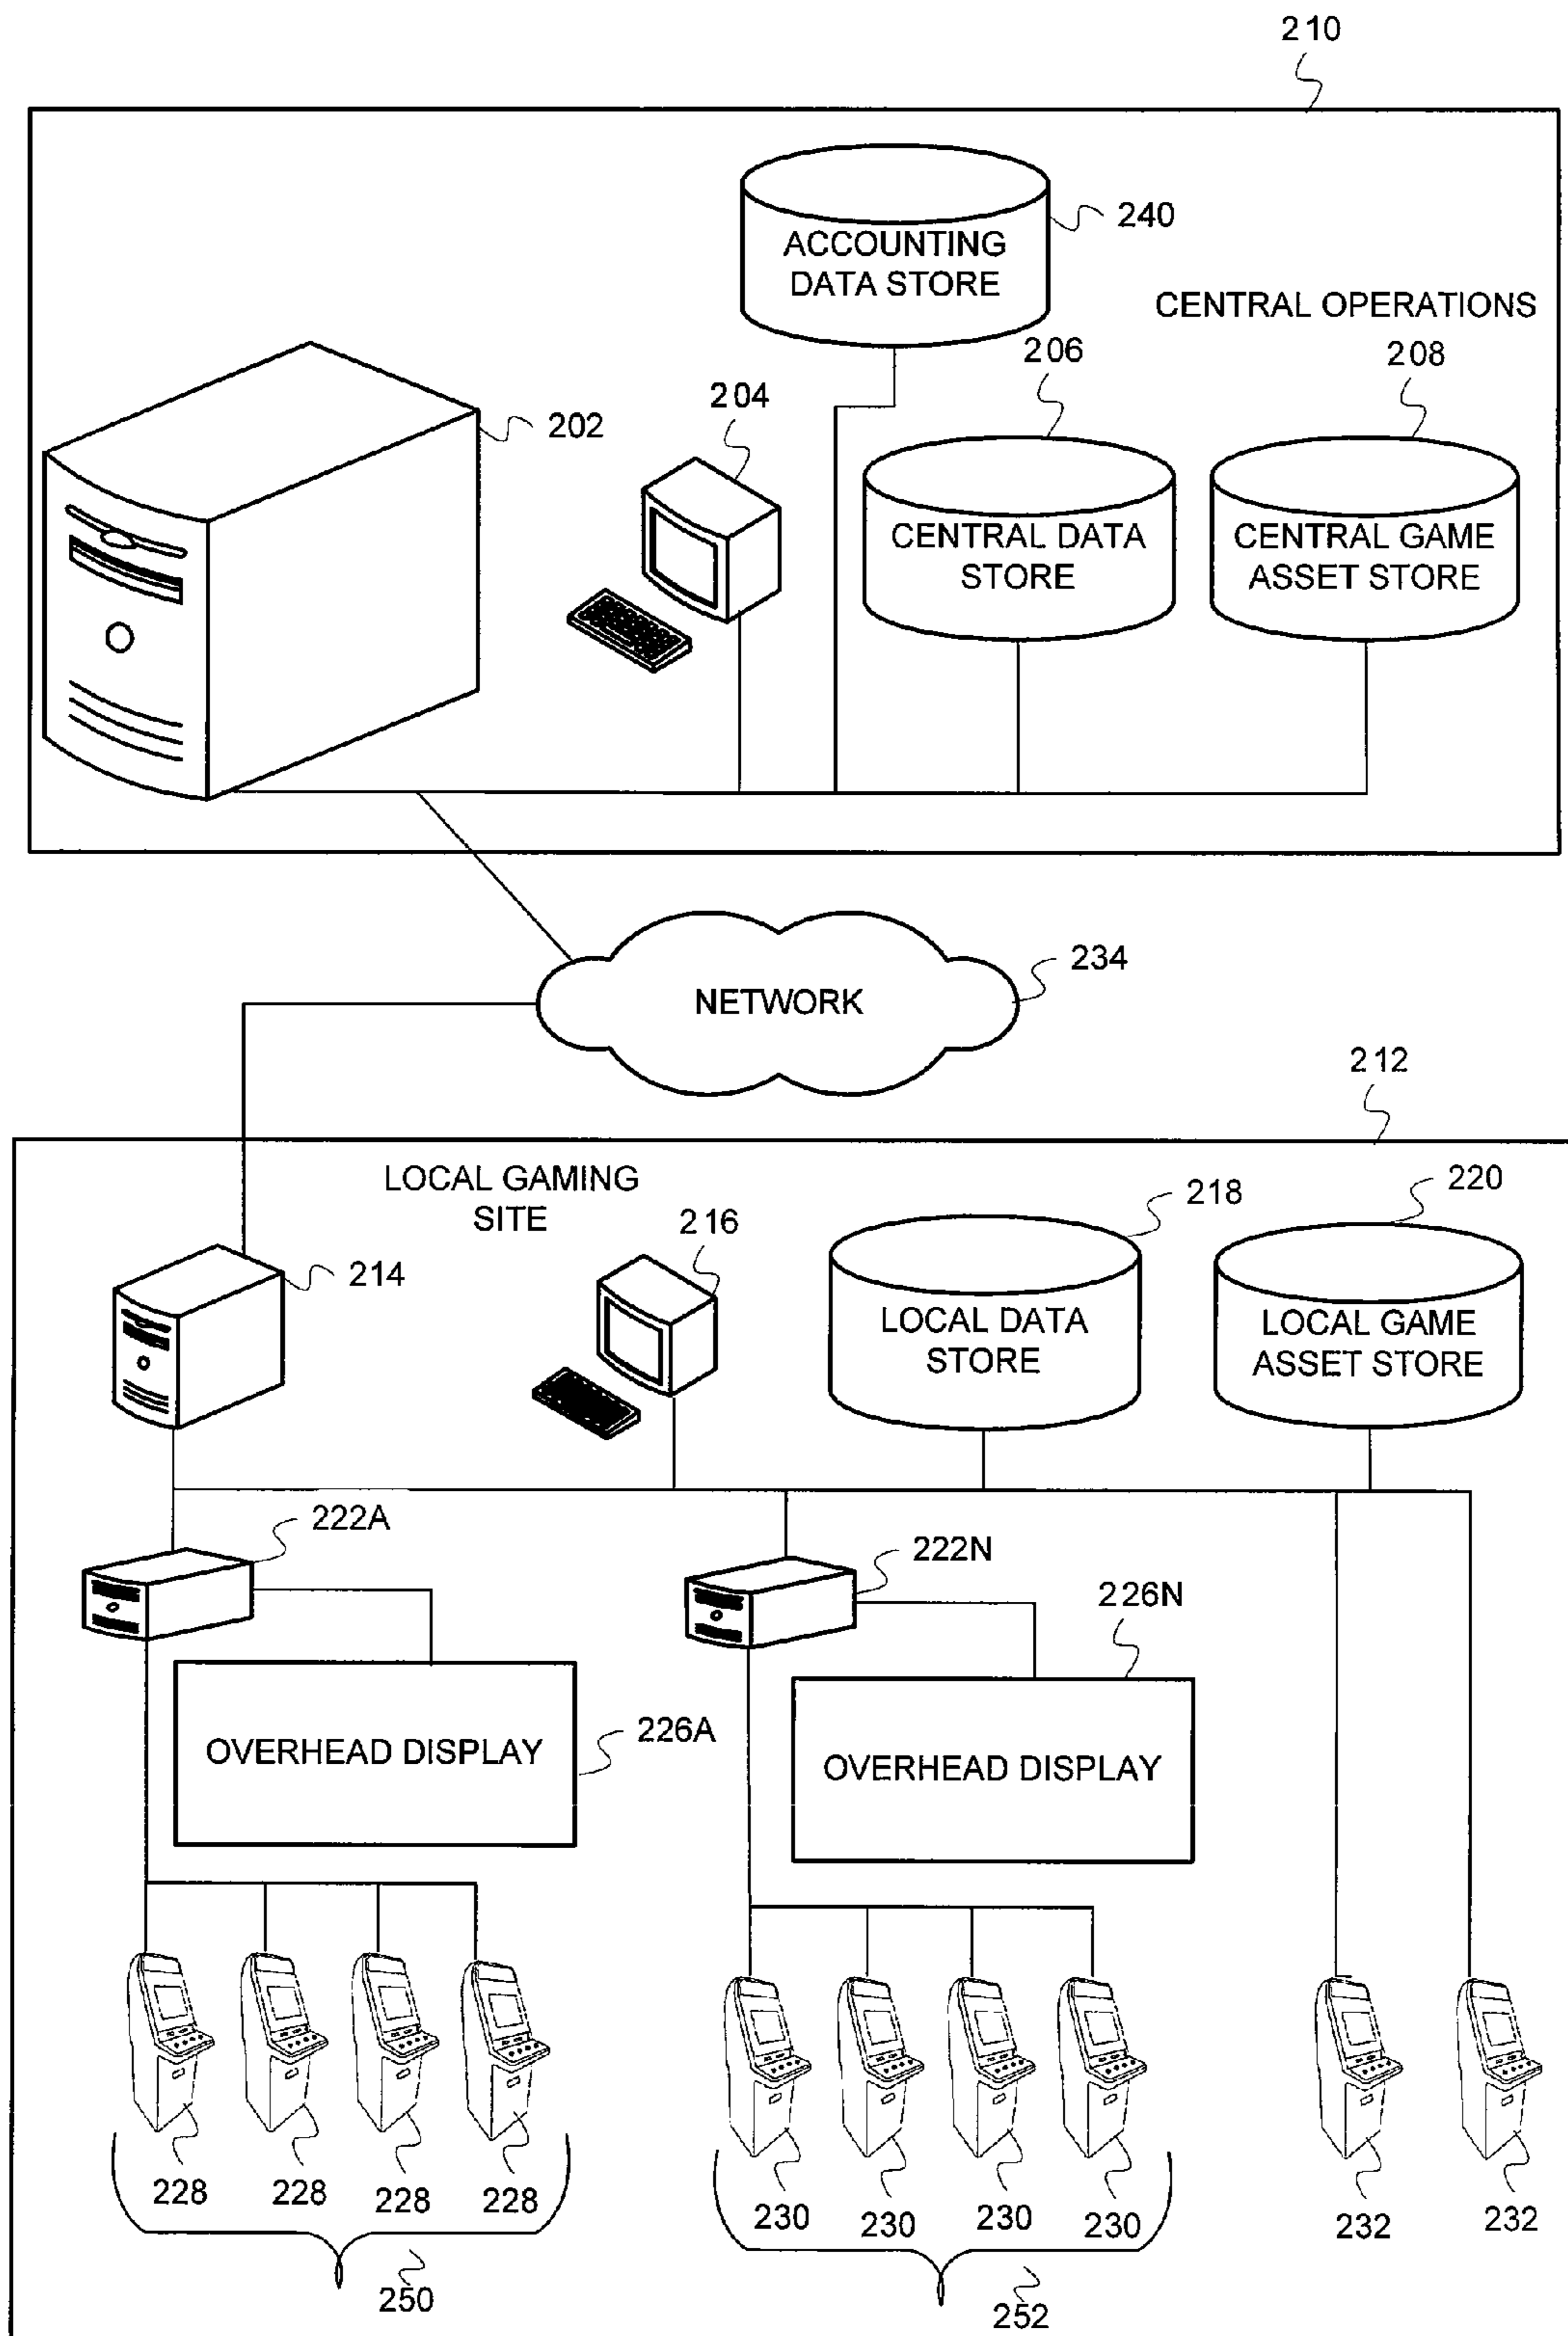 210
240
ACCOUNTING
DATA STORE
CENTRAL OPERATIONS
206
208
204
202
CENTRAL DATA
STORE
CENTRAL GAME
ASSET STORE
234
NETWORK
212
LOCAL GAMING
SITE
218
220
216
214
LOCAL DATA
STORE
LOCAL GAME
ASSET STORE
222A
222N
226N
226A
OVERHEAD DISPLAY
OVERHEAD DISPLAY
228
228
228
228
230
230
230
230
232
232
250
252